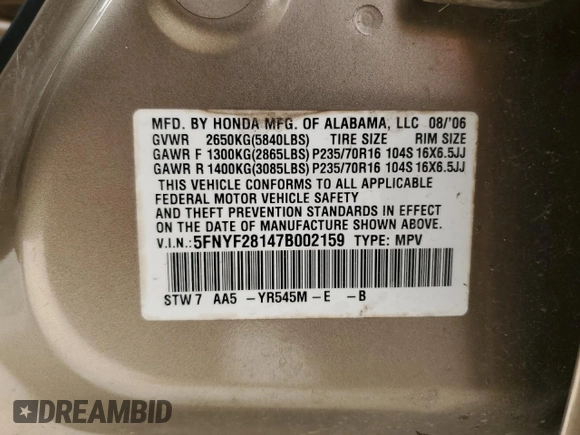 MFD. BY HONDA MFG. OF ALABAMA, LLC 08/'06
GVWR 2650KG(5840LBS) TIRE SIZE RIM SIZE
GAWR F 1300KG(2865LBS) P235/70R16 104S 16X6.5JJ
GAWR R 1400KG(3085LBS) P235/70R16 104S 16X6.5JJ
THIS VEHICLE CONFORMS TO ALL APPLICABLE
FEDERAL MOTOR VEHICLE SAFETY
AND THEFT PREVENTION STANDARDS IN EFFECT
ON THE DATE OF MANUFACTURE SHOWN ABOVE.
V.I.N.: 5FNYF28147B002159 TYPE: MPV
STW7 AA5 -YR545M-E -B
DREAMBID